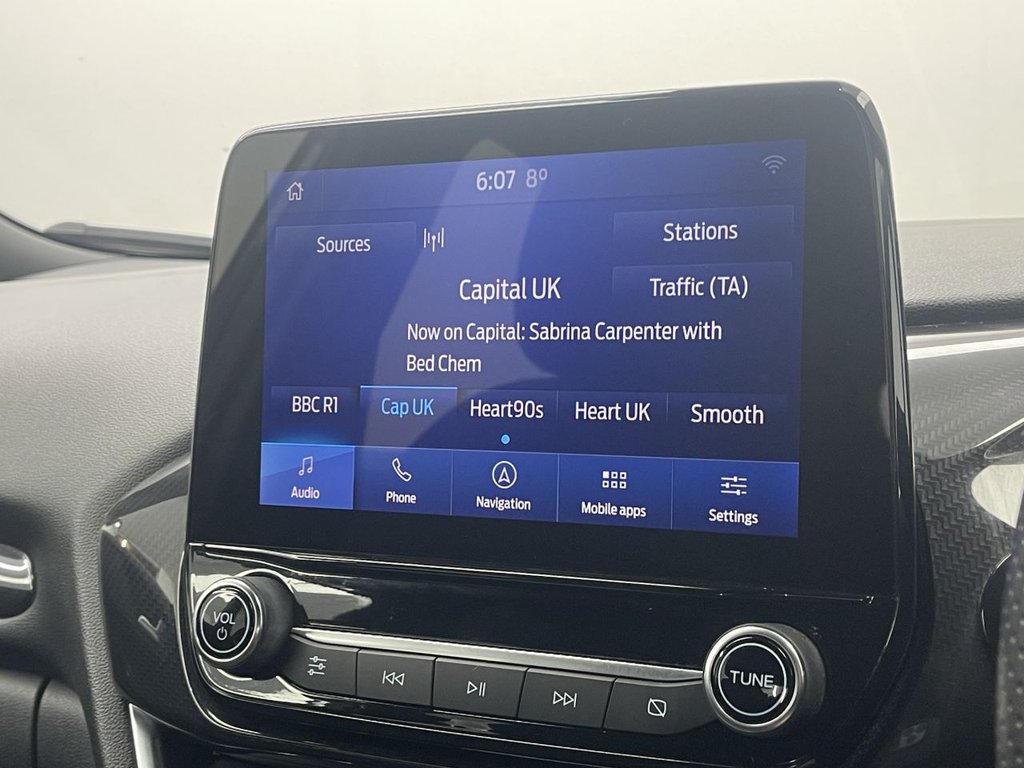 6:07 8º
Sources
Stations
Capital UK
Traffic (TA)
Now on Capital: Sabrina Carpenter with
Bed Chem
BBC R1 Cap UK Heart90s Heart UK Smooth
Audio Phone Navigation Mobile apps Settings
VOL
TUNE